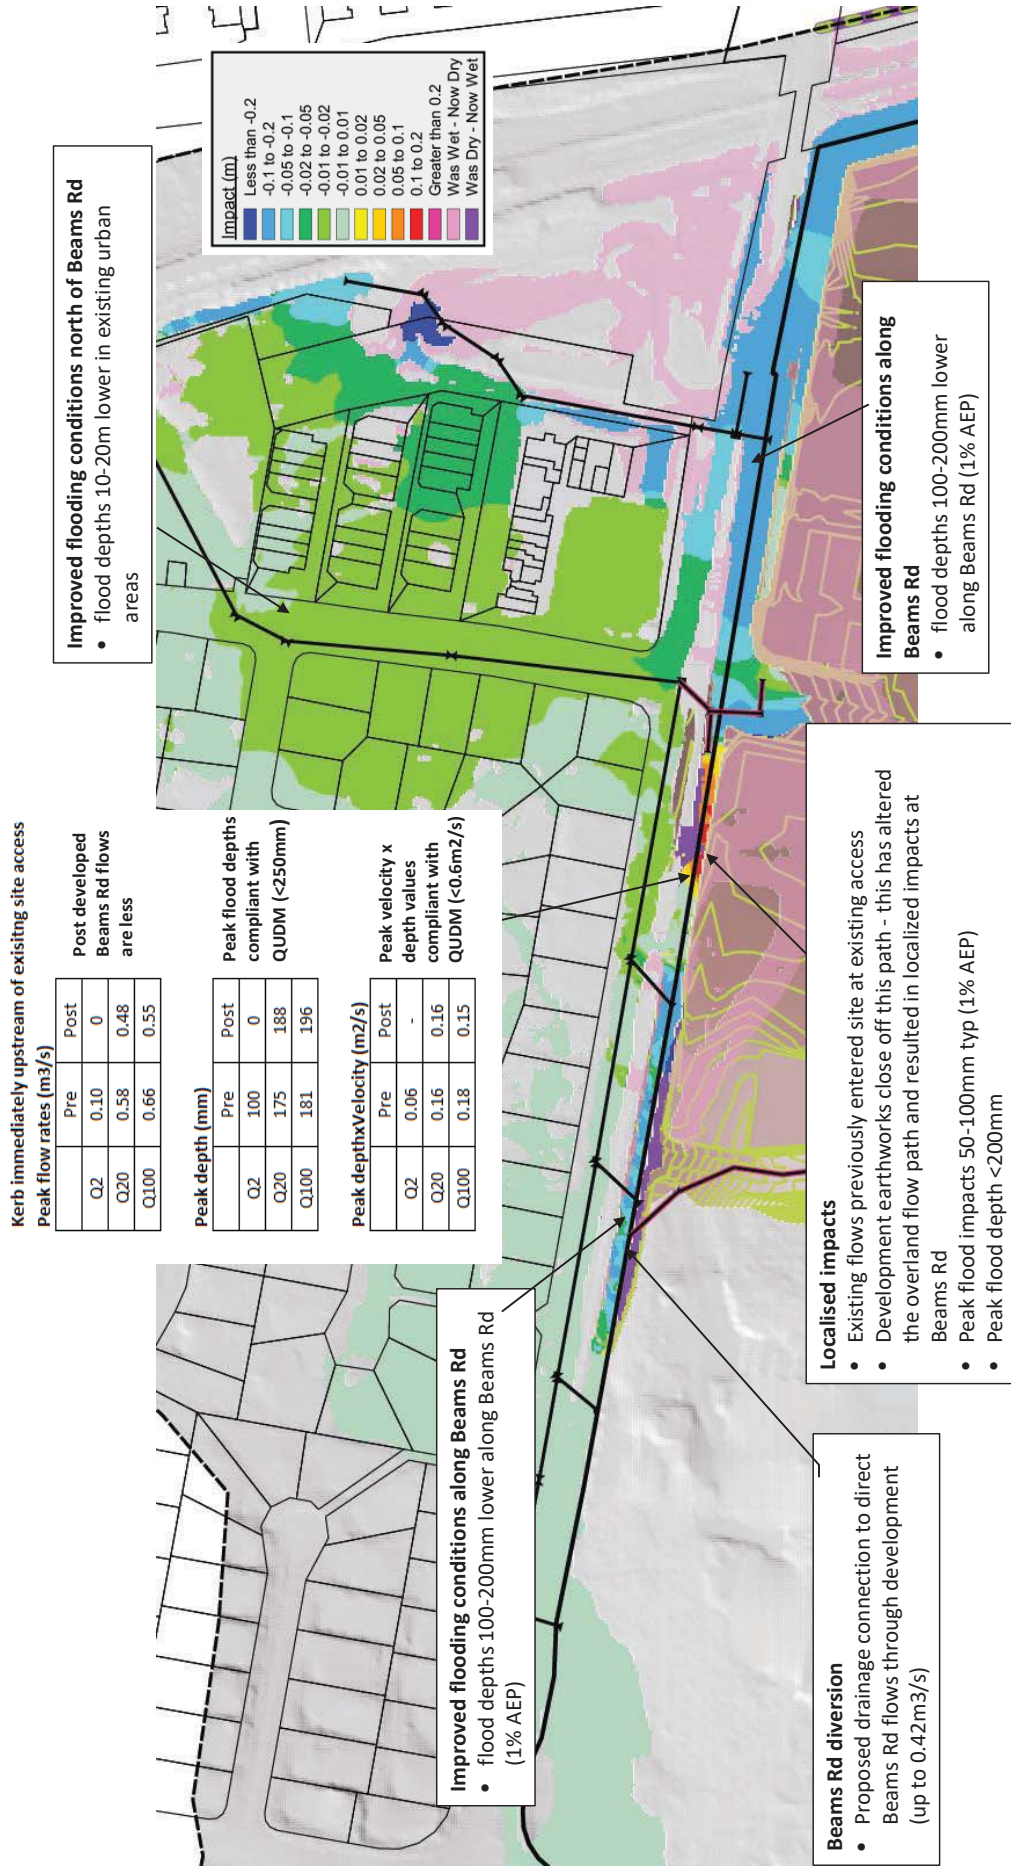 Kerb immediately upstream of exisitng site access
Peak flow rates (m3/s)
Pre Post
Q2 0.10 0
Q20 0.58 0.48
Q100 0.66 0.55
Post developed
Beams Rd flows
are less
Peak depth (mm)
Pre Post
Q2 100 0
Q20 175 188
Q100 181 196
Peak flood depths
compliant with
QUDM (<250mm)
Peak depthxVelocity (m2/s)
Pre Post
Q2 0.06 -
Q20 0.16 0.16
Q100 0.18 0.15
Peak velocity x
depth values
compliant with
QUDM (<0.6m2/s)
Improved flooding conditions north of Beams Rd
• flood depths 10-20m lower in existing urban
areas
Impact (m)
Less than -0.2
-0.1 to -0.2
-0.05 to -0.1
-0.02 to -0.05
-0.01 to -0.02
-0.01 to 0.01
0.01 to 0.02
0.02 to 0.05
0.05 to 0.1
0.1 to 0.2
Greater than 0.2
Was Wet - Now Dry
Was Dry - Now Wet
Improved flooding conditions along Beams Rd
• flood depths 100-200mm lower along Beams Rd
(1% AEP)
Beams Rd diversion
• Proposed drainage connection to direct
Beams Rd flows through development
(up to 0.42m3/s)
Localised impacts
• Existing flows previously entered site at existing access
• Development earthworks close off this path - this has altered
the overland flow path and resulted in localized impacts at
Beams Rd
• Peak flood impacts 50-100mm typ (1% AEP)
• Peak flood depth <200mm
Improved flooding conditions along
Beams Rd
• flood depths 100-200mm lower
along Beams Rd (1% AEP)